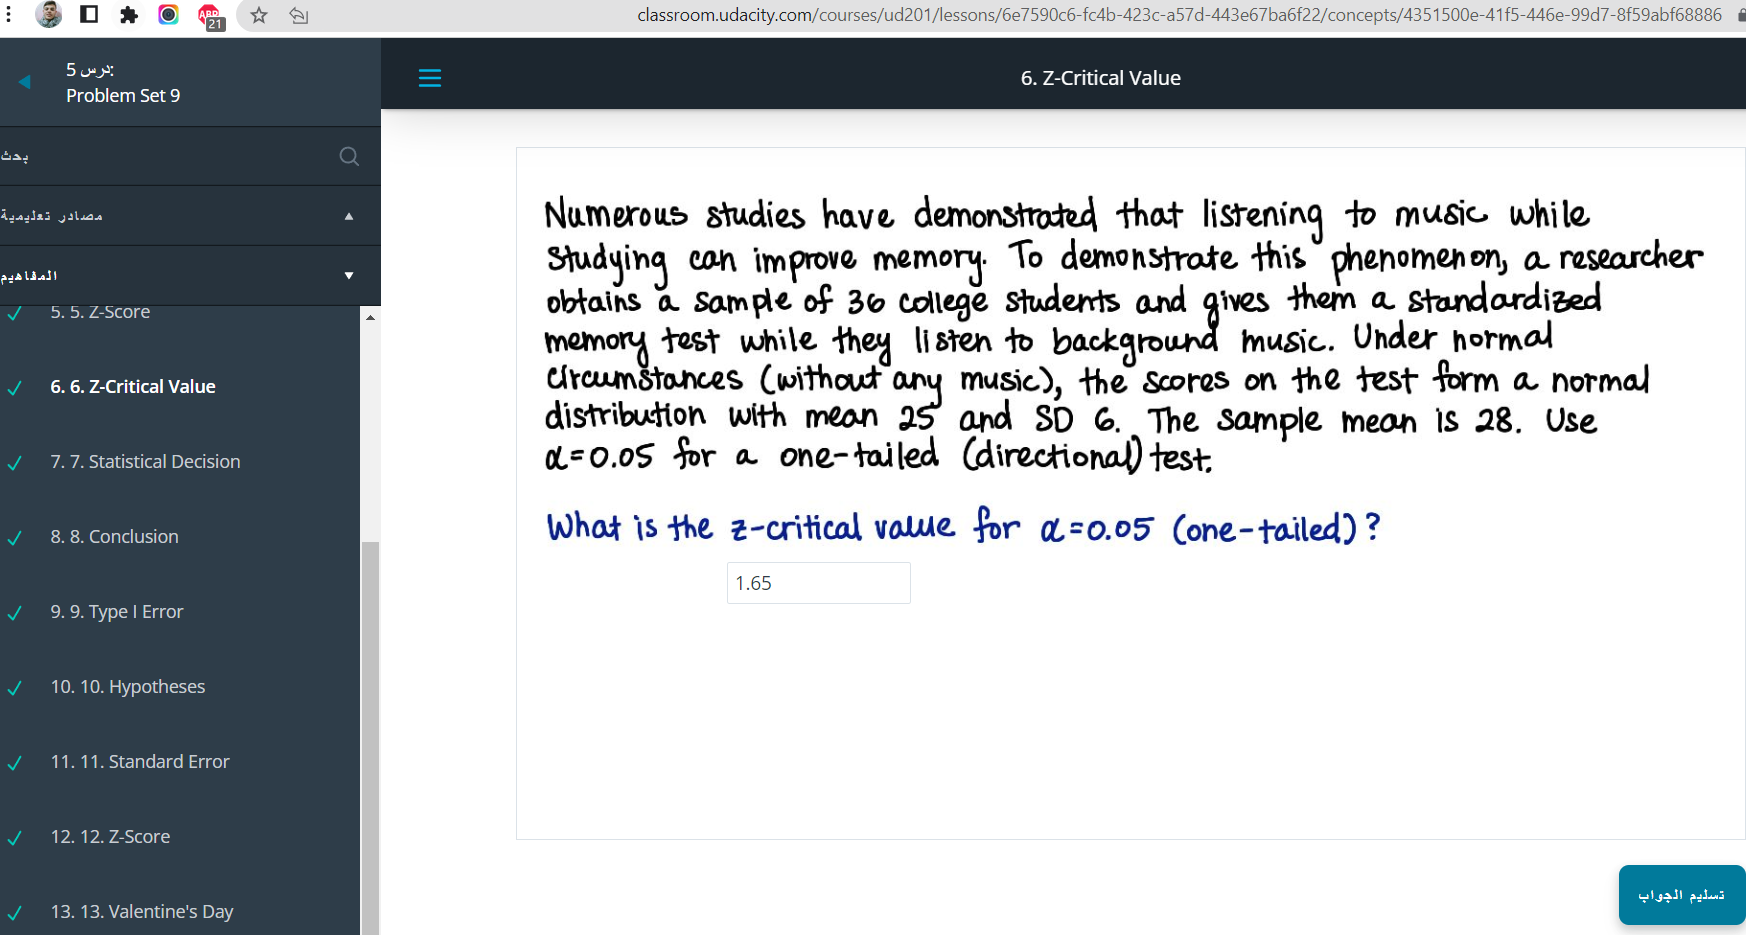 classroom.udacity.com/courses/ud201/lessons/6e7590c6-fc4b-423c-a57d-443e67ba6f22/concepts/4351500e-41f5-446e-99d7-8f59abf68886
ABP
21
درس 5:
Problem Set 9
6. Z-Critical Value
بحث
مصادر تعليمية
المفاهيم
5. 5. Z-Score
6. 6. Z-Critical Value
7. 7. Statistical Decision
8. 8. Conclusion
9. 9. Type I Error
10. 10. Hypotheses
11. 11. Standard Error
12. 12. Z-Score
13. 13. Valentine's Day
Numerous studies have demonstrated that listening to music while
studying can improve memory. To demonstrate this phenomenon, a researcher
obtains a sample of 36 college students and gives them a standardized
memory test while they listen to background music. Under normal
circumstances (without any music), the scores on the test form a normal
distribution with mean 25 and SD 6. The sample mean is 28. Use
α=0.05 for a one-tailed (directional) test.
What is the z-critical value for α=0.05 (one-tailed)?
1.65
تسليم الجواب